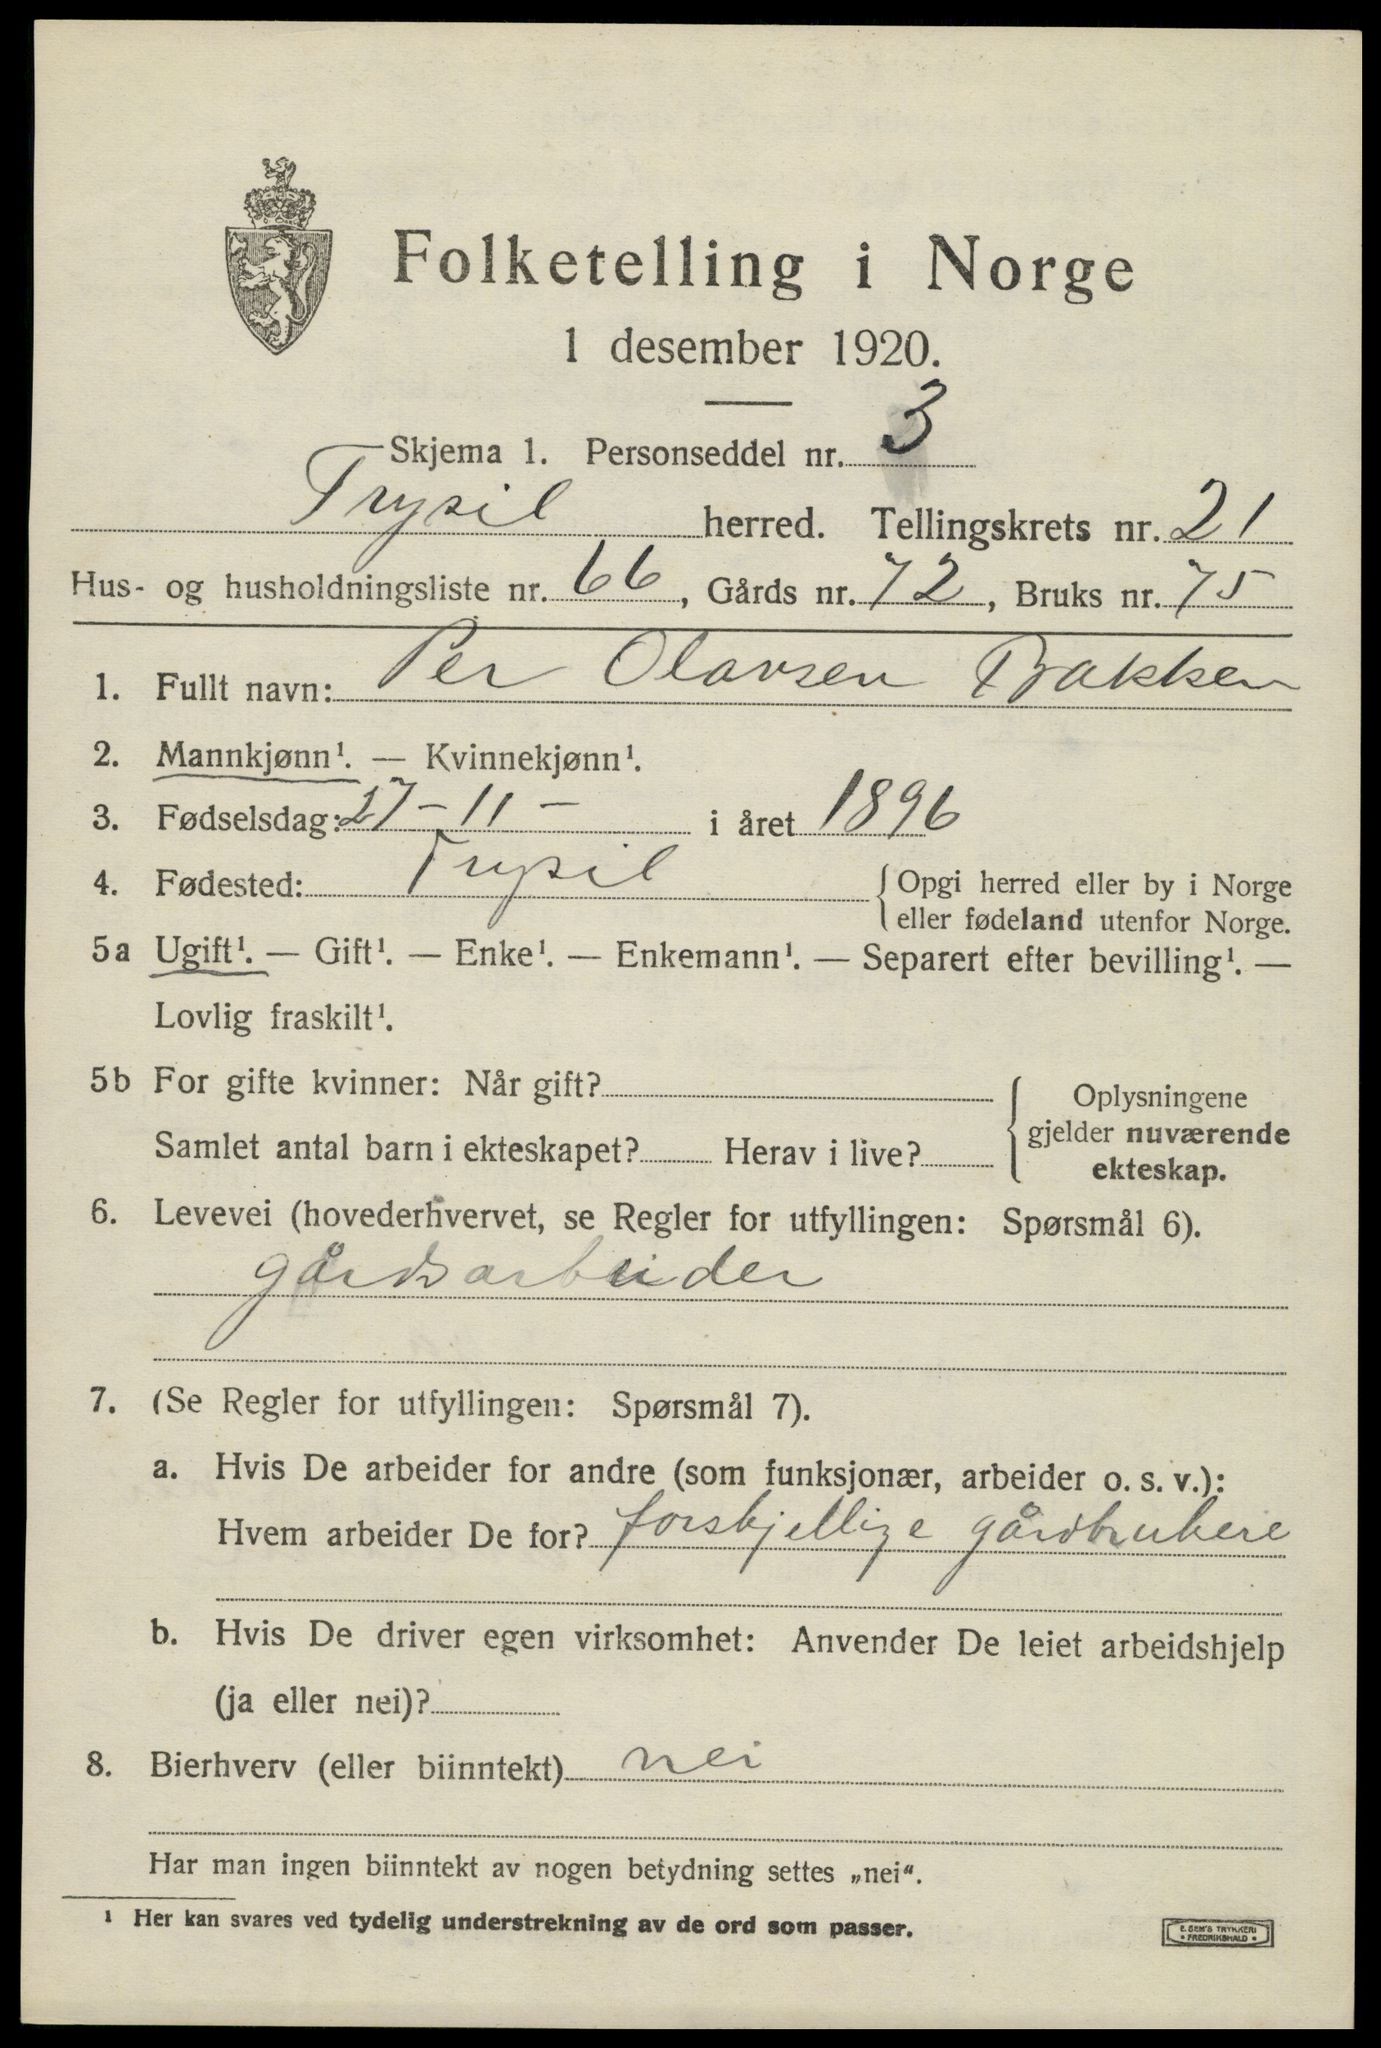 Folketelling i Norge
1 desember 1920.
Skjema 1. Personseddel nr. 3
Trysil herred. Tellingskrets nr. 21
Hus- og husholdningsliste nr. 66, Gårds nr. 72, Bruks nr. 75
1. Fullt navn: Per Olavsen Bakken
2. Mannkjønn¹. — Kvinnekjønn¹.
3. Fødselsdag: 27 - 11 - i året 1896
4. Fødested: Trysil {Opgi herred eller by i Norge
eller fødeland utenfor Norge.
5a Ugift¹. — Gift¹. — Enke¹. — Enkemann¹. — Separert efter bevilling¹. —
Lovlig fraskilt¹.
5b For gifte kvinner: Når gift?
Samlet antal barn i ekteskapet? Herav i live?
Oplysningene
gjelder nuværende
ekteskap.
6. Levevei (hovederhvervet, se Regler for utfyllingen: Spørsmål 6).
gårdsarbeider
7. (Se Regler for utfyllingen: Spørsmål 7).
a. Hvis De arbeider for andre (som funksjonær, arbeider o. s. v.):
Hvem arbeider De for? forskjellige gårdbrukere
b. Hvis De driver egen virksomhet: Anvender De leiet arbeidshjelp
(ja eller nei)?
8. Bierhverv (eller biinntekt) nei
Har man ingen biinntekt av nogen betydning settes „nei“.
¹ Her kan svares ved tydelig understrekning av de ord som passer.
E. SEM'S TRYKKERI
• FREDRIKSHALD •